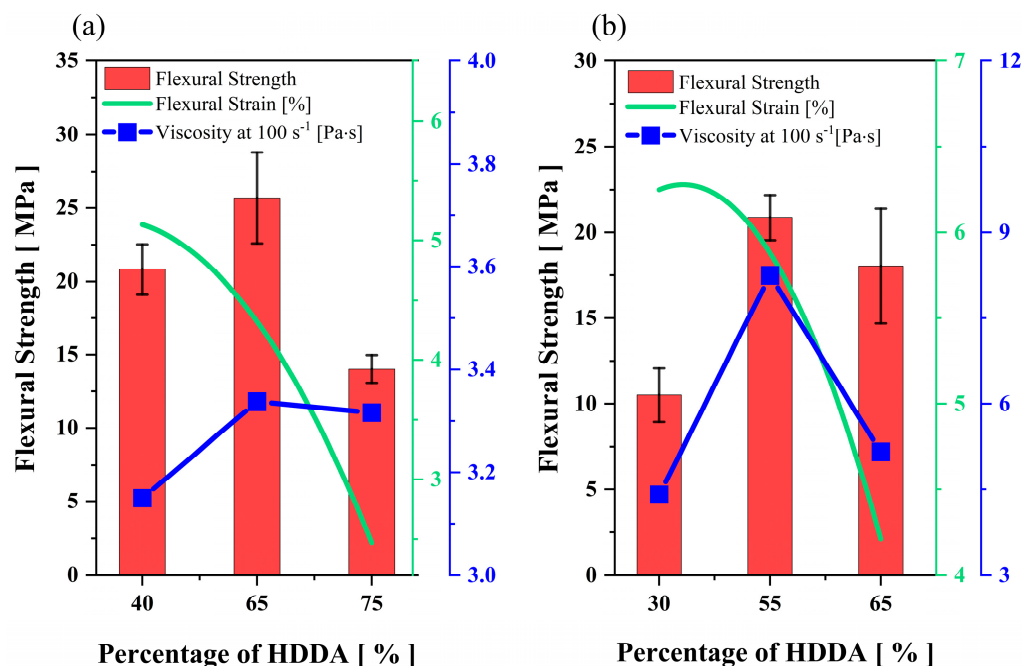 (a)
Flexural Strength [ MPa ]
35
30
25
20
15
10
5
0
Flexural Strength
Flexural Strain [%]
Viscosity at 100 s⁻¹ [Pa·s]
6
5
4
3
4.0
3.8
3.6
3.4
3.2
3.0
40 65 75
Percentage of HDDA [ % ]
(b)
Flexural Strength [ MPa ]
30
25
20
15
10
5
0
Flexural Strength
Flexural Strain [%]
Viscosity at 100 s⁻¹[Pa·s]
7
6
5
4
12
9
6
3
30 55 65
Percentage of HDDA [ % ]